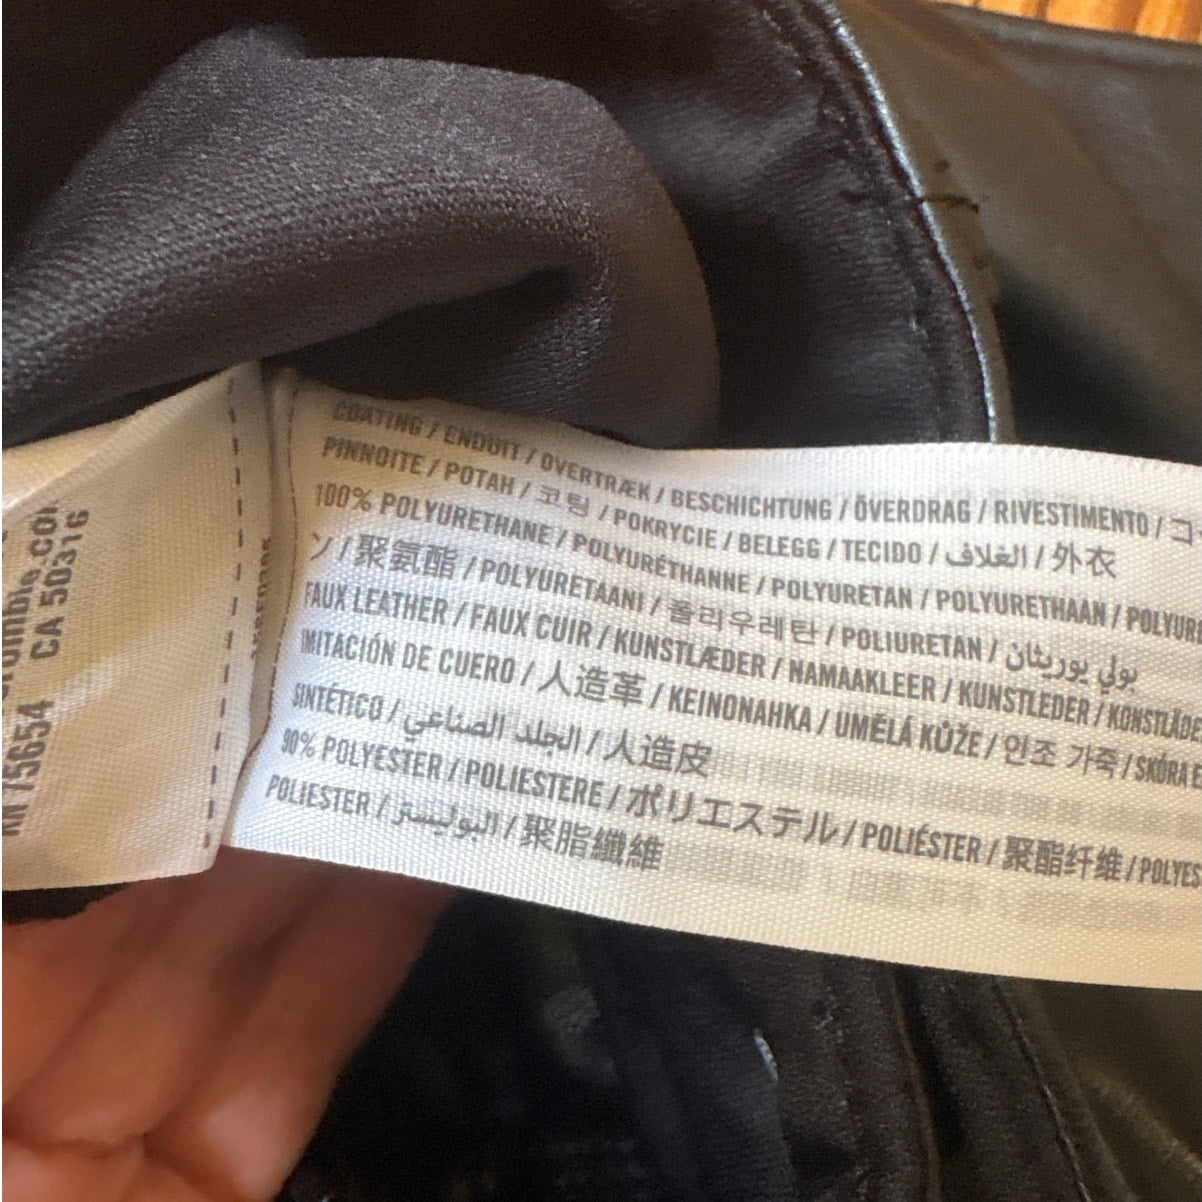 COATING / ENDUIT / OVERTRÆK / BESCHICHTUNG / ÖVERDRAG / RIVESTIMENTO / コ
PINNOITE / POTAH / 코팅 / POKRYCIE / BELEGG / TECIDO / الغلاف / 外衣
100% POLYURETHANE / POLYURÉTHANNE / POLYURETAN / POLYURETHAAN / POLYUR
ン / 聚氨酯 / POLYURETAANI / 폴리우레탄 / POLIURETAN / بولي يوريثان
FAUX LEATHER / FAUX CUIR / KUNSTLÆDER / NAMAAKLEER / KUNSTLEDER / KONSTLÄDE
IMITACIÓN DE CUERO / 人造革 / KEINONAHKA / UMĚLÁ KŮŽE / 인조 가죽 / SKÓRA
SINTÉTICO / الجلد الصناعي / 人造皮
90% POLYESTER / POLIESTERE / ポリエステル / POLIÉSTER / 聚酯纤维 / POLYES
POLIESTER / البوليستر / 聚脂纖維
CA 50316
RN 75654